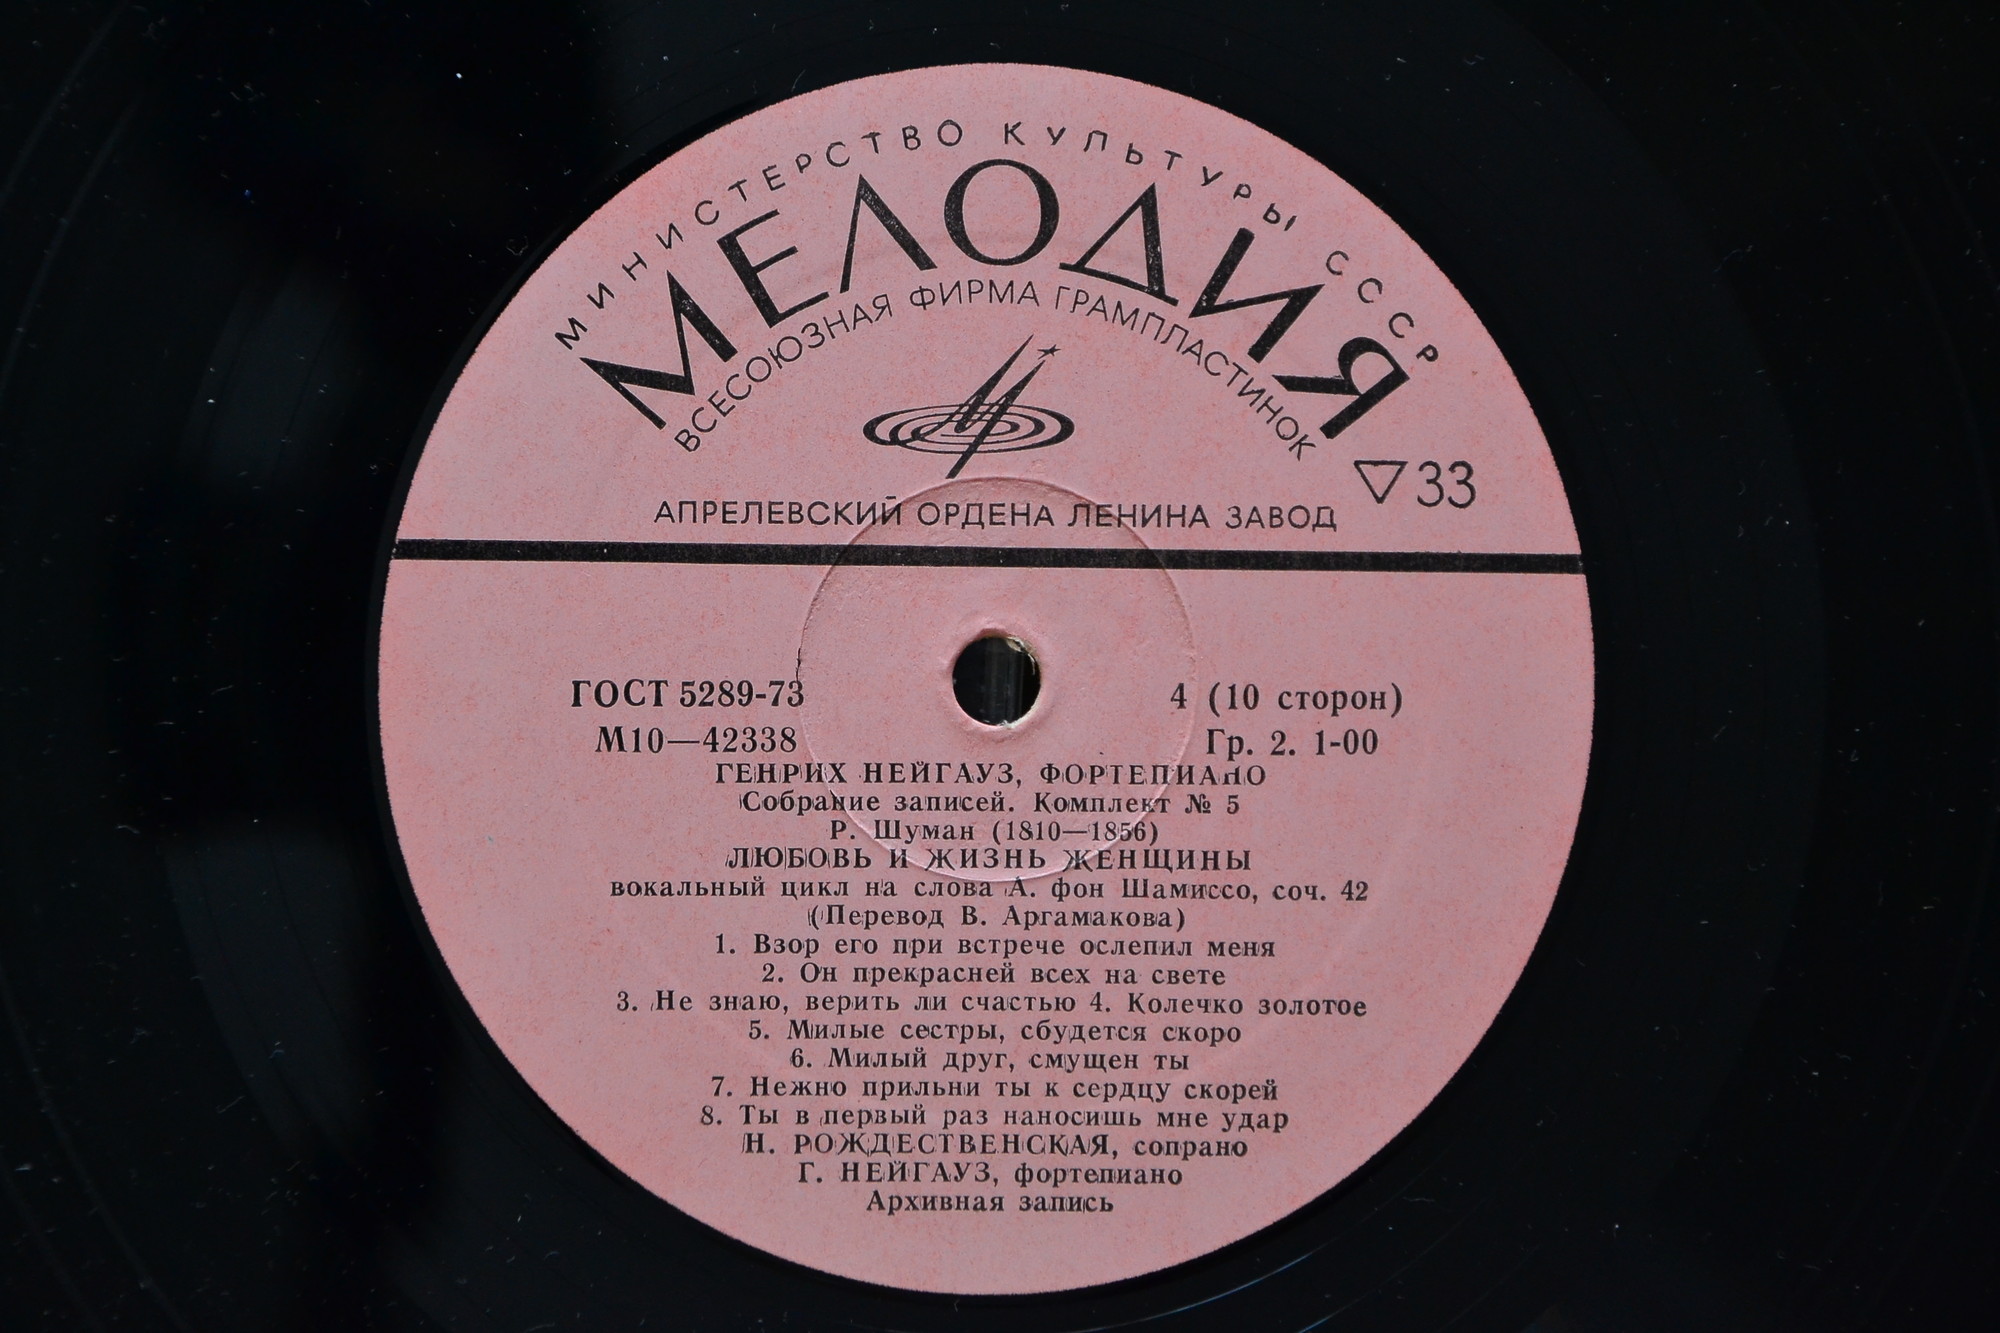 МИНИСТЕРСТВО КУЛЬТУРЫ СССР
МЕЛОДИЯ
ВСЕСОЮЗНАЯ ФИРМА ГРАМПЛАСТИНОК
33
АПРЕЛЕВСКИЙ ОРДЕНА ЛЕНИНА ЗАВОД
ГОСТ 5289-73
4 (10 сторон)
М10—42338
Гр. 2. 1-00
ГЕНРИХ НЕЙГАУЗ, ФОРТЕПИАНО
Собрание записей. Комплект № 5
Р. Шуман (1810—1856)
ЛЮБОВЬ И ЖИЗНЬ ЖЕНЩИНЫ
вокальный цикл на слова А. фон Шамиссо, соч. 42
(Перевод В. Аргамакова)
1. Взор его при встрече ослепил меня
2. Он прекрасней всех на свете
3. Не знаю, верить ли счастью 4. Колечко золотое
5. Милые сестры, сбудется скоро
6. Милый друг, смущен ты
7. Нежно прильни ты к сердцу скорей
8. Ты в первый раз наносишь мне удар
Н. РОЖДЕСТВЕНСКАЯ, сопрано
Г. НЕЙГАУЗ, фортепиано
Архивная запись